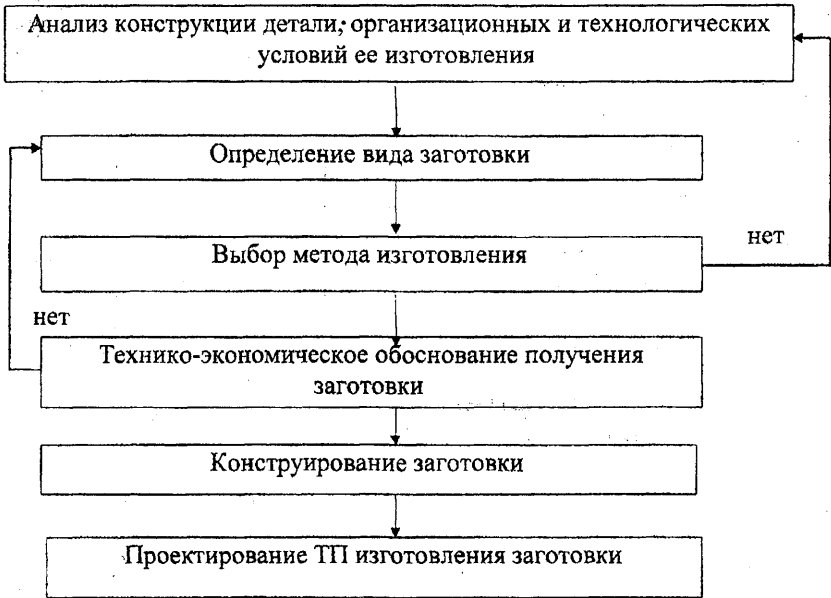 Анализ конструкции детали, организационных и технологических
условий ее изготовления
Определение вида заготовки
Выбор метода изготовления
нет
нет
Технико-экономическое обоснование получения
заготовки
Конструирование заготовки
Проектирование ТП изготовления заготовки